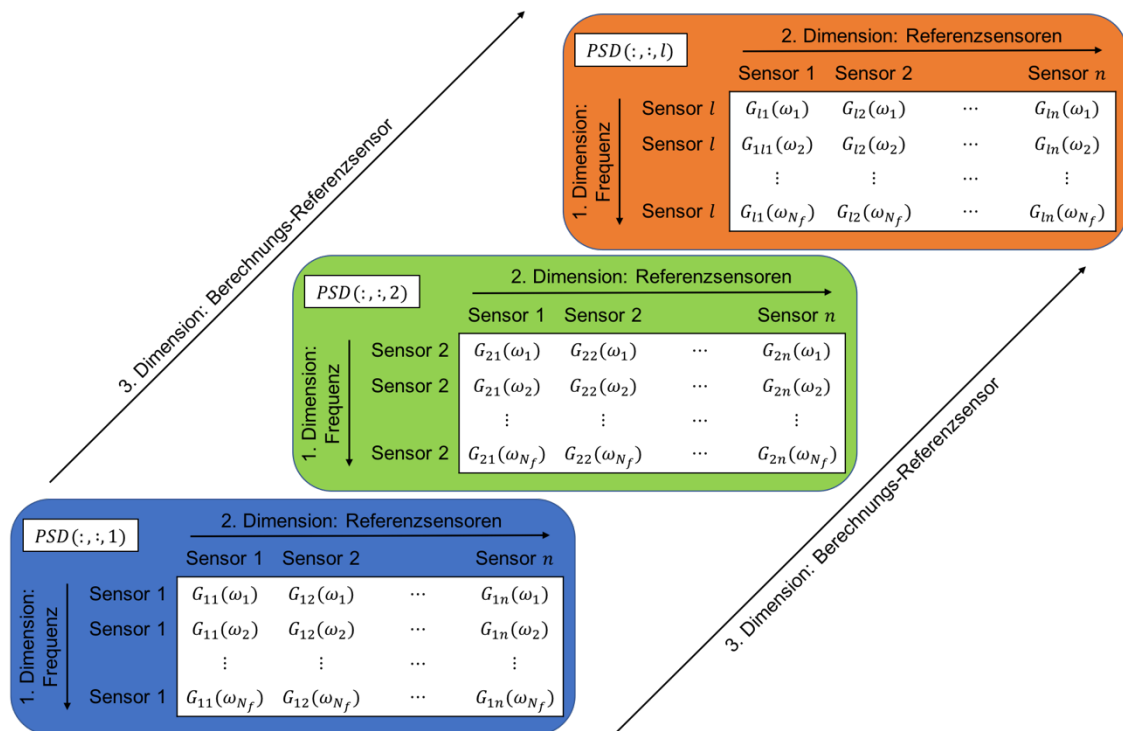 2. Dimension: Referenzsensoren
PSD(:,:,l)
Sensor 1 Sensor 2 Sensor n
1. Dimension:
Frequenz
Sensor l G_{l1}(ω_1) G_{l2}(ω_1) ⋯ G_{ln}(ω_1)
Sensor l G_{1l1}(ω_2) G_{l2}(ω_2) ⋯ G_{ln}(ω_2)
⋮ ⋮ ⋮
Sensor l G_{l1}(ω_{N_f}) G_{l2}(ω_{N_f}) ⋯ G_{ln}(ω_{N_f})
3. Dimension: Berechnungs-Referenzsensor
2. Dimension: Referenzsensoren
PSD(:,:,2)
Sensor 1 Sensor 2 Sensor n
1. Dimension:
Frequenz
Sensor 2 G_{21}(ω_1) G_{22}(ω_1) ⋯ G_{2n}(ω_1)
Sensor 2 G_{21}(ω_2) G_{22}(ω_2) ⋯ G_{2n}(ω_2)
⋮ ⋮ ⋮
Sensor 2 G_{21}(ω_{N_f}) G_{22}(ω_{N_f}) ⋯ G_{2n}(ω_{N_f})
3. Dimension: Berechnungs-Referenzsensor
2. Dimension: Referenzsensoren
PSD(:,:,1)
Sensor 1 Sensor 2 Sensor n
1. Dimension:
Frequenz
Sensor 1 G_{11}(ω_1) G_{12}(ω_1) ⋯ G_{1n}(ω_1)
Sensor 1 G_{11}(ω_2) G_{12}(ω_2) ⋯ G_{1n}(ω_2)
⋮ ⋮ ⋮
Sensor 1 G_{11}(ω_{N_f}) G_{12}(ω_{N_f}) ⋯ G_{1n}(ω_{N_f})